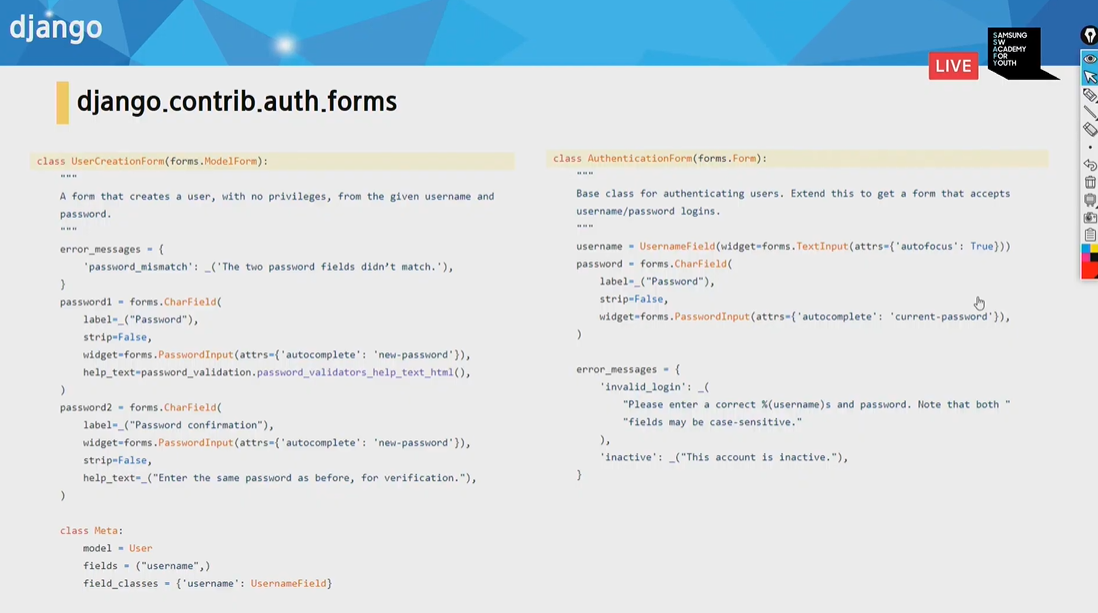 django
SAMSUNG
SW
ACADEMY
FOR
YOUTH
LIVE
django.contrib.auth.forms
class UserCreationForm(forms.ModelForm):
"""
A form that creates a user, with no privileges, from the given username and
password.
"""
error_messages = {
'password_mismatch': _('The two password fields didn’t match.'),
}
password1 = forms.CharField(
label=_("Password"),
strip=False,
widget=forms.PasswordInput(attrs={'autocomplete': 'new-password'}),
help_text=password_validation.password_validators_help_text_html(),
)
password2 = forms.CharField(
label=_("Password confirmation"),
widget=forms.PasswordInput(attrs={'autocomplete': 'new-password'}),
strip=False,
help_text=_("Enter the same password as before, for verification."),
)
class Meta:
model = User
fields = ("username",)
field_classes = {'username': UsernameField}
class AuthenticationForm(forms.Form):
"""
Base class for authenticating users. Extend this to get a form that accepts
username/password logins.
"""
username = UsernameField(widget=forms.TextInput(attrs={'autofocus': True}))
password = forms.CharField(
label=_("Password"),
strip=False,
widget=forms.PasswordInput(attrs={'autocomplete': 'current-password'}),
)
error_messages = {
'invalid_login': _(
"Please enter a correct %(username)s and password. Note that both "
"fields may be case-sensitive."
),
'inactive': _("This account is inactive."),
}